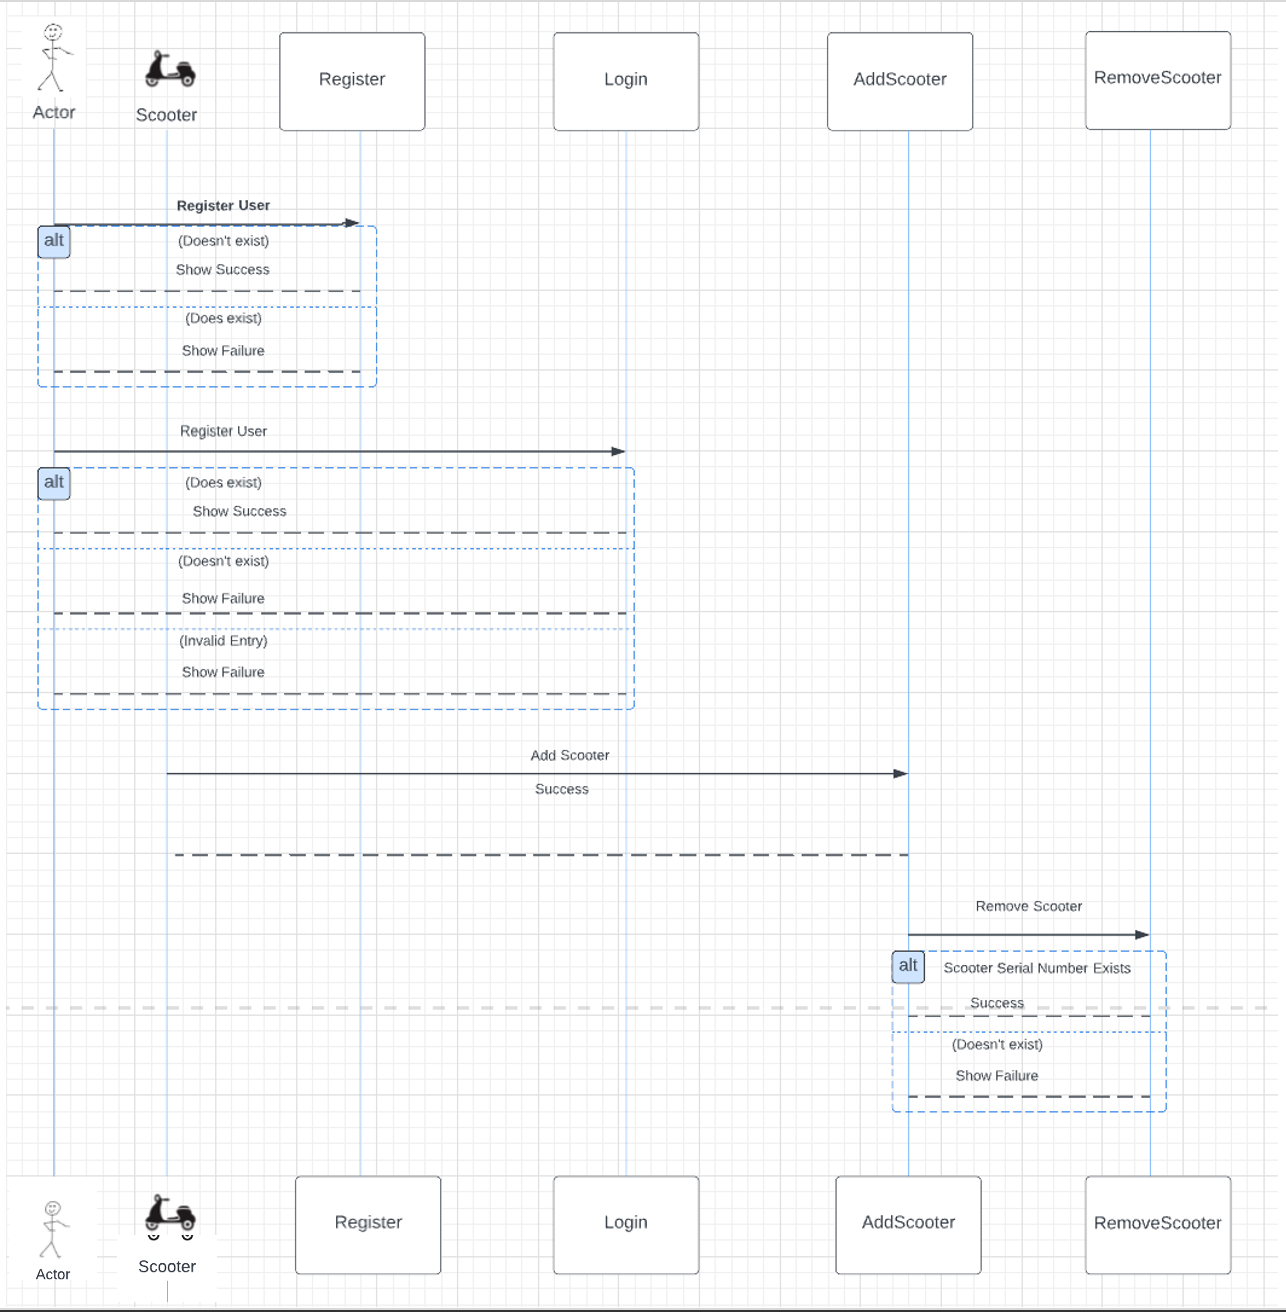 Actor
Scooter
Register
Login
AddScooter
RemoveScooter
Register User
alt
(Doesn't exist)
Show Success
(Does exist)
Show Failure
Register User
alt
(Does exist)
Show Success
(Doesn't exist)
Show Failure
(Invalid Entry)
Show Failure
Add Scooter
Success
Remove Scooter
alt
Scooter Serial Number Exists
Success
(Doesn't exist)
Show Failure
Actor
Scooter
Register
Login
AddScooter
RemoveScooter